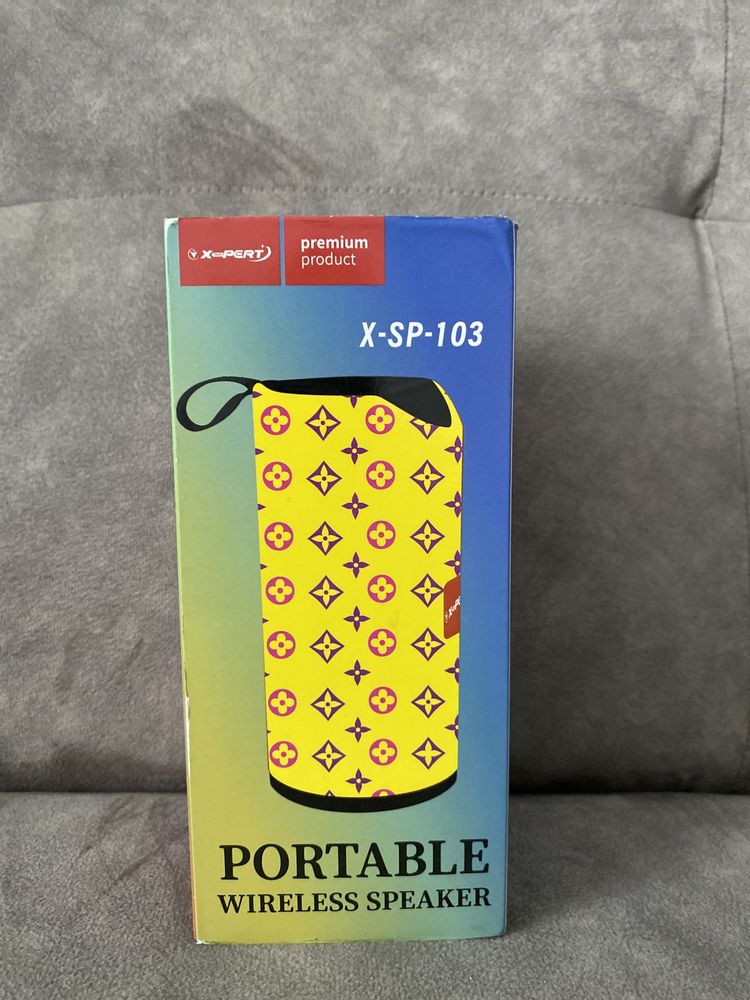 X-PERT
premium
product
X-SP-103
PORTABLE
WIRELESS SPEAKER